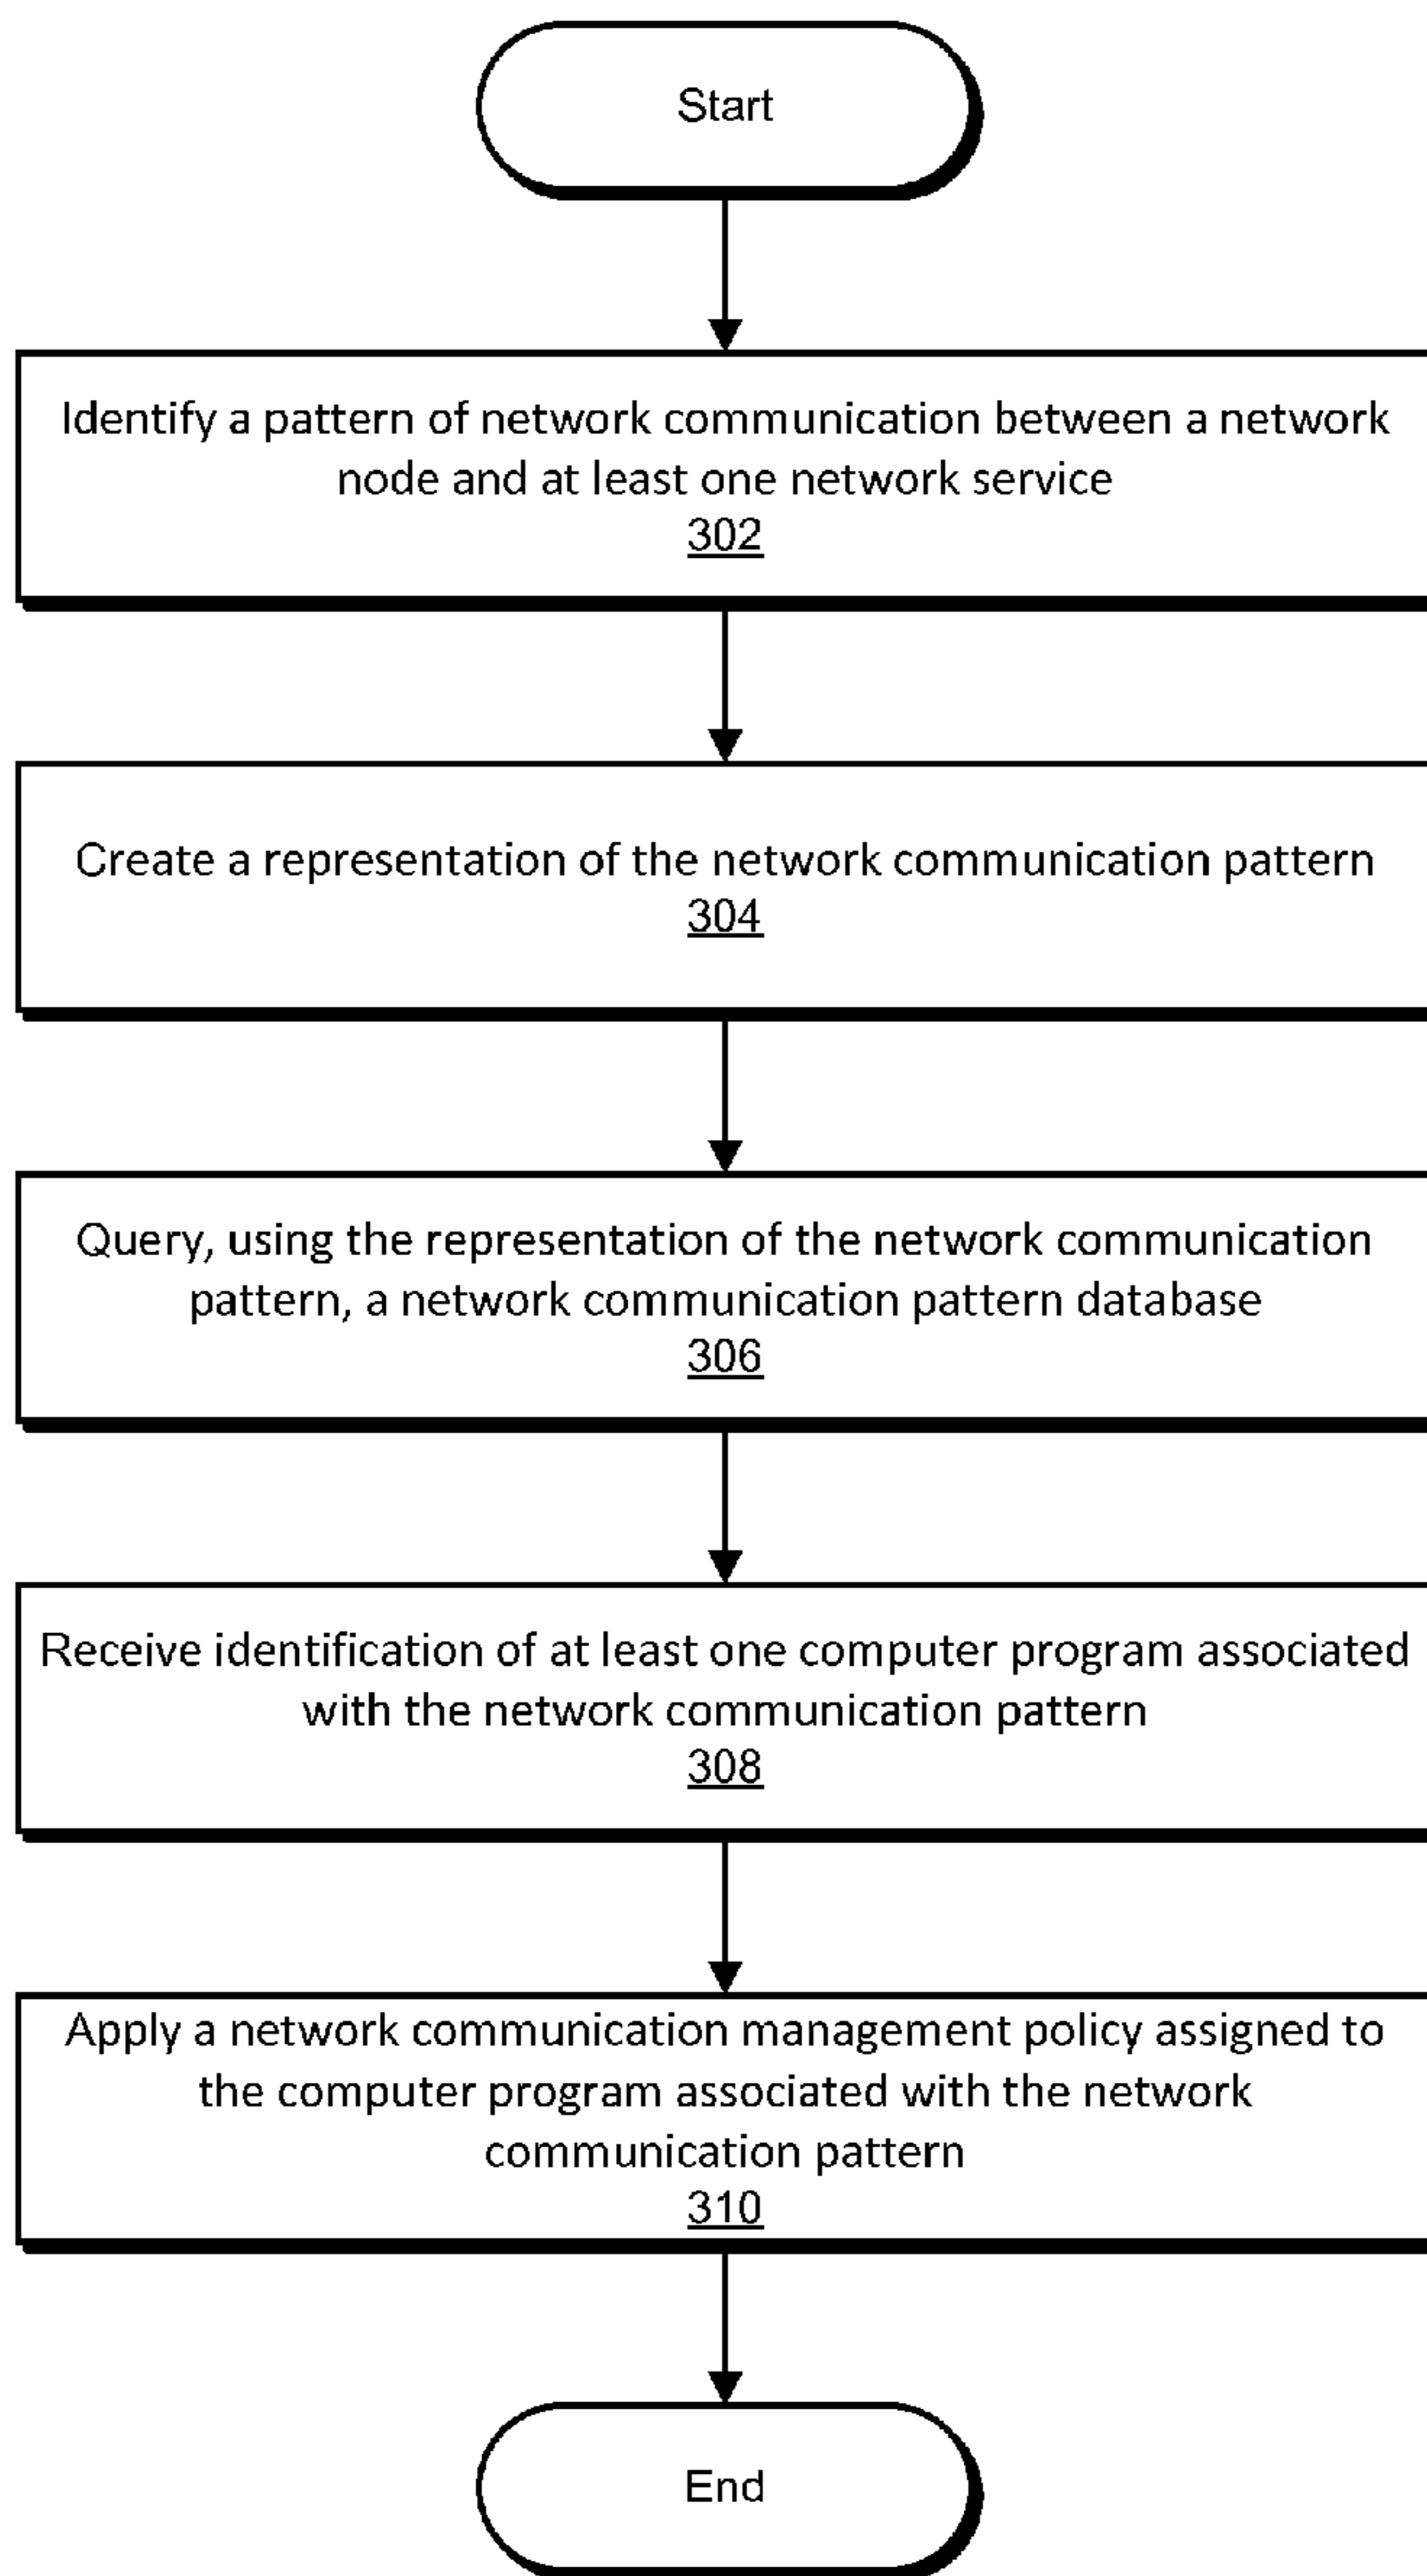 Start
Identify a pattern of network communication between a network
node and at least one network service
302
Create a representation of the network communication pattern
304
Query, using the representation of the network communication
pattern, a network communication pattern database
306
Receive identification of at least one computer program associated
with the network communication pattern
308
Apply a network communication management policy assigned to
the computer program associated with the network
communication pattern
310
End